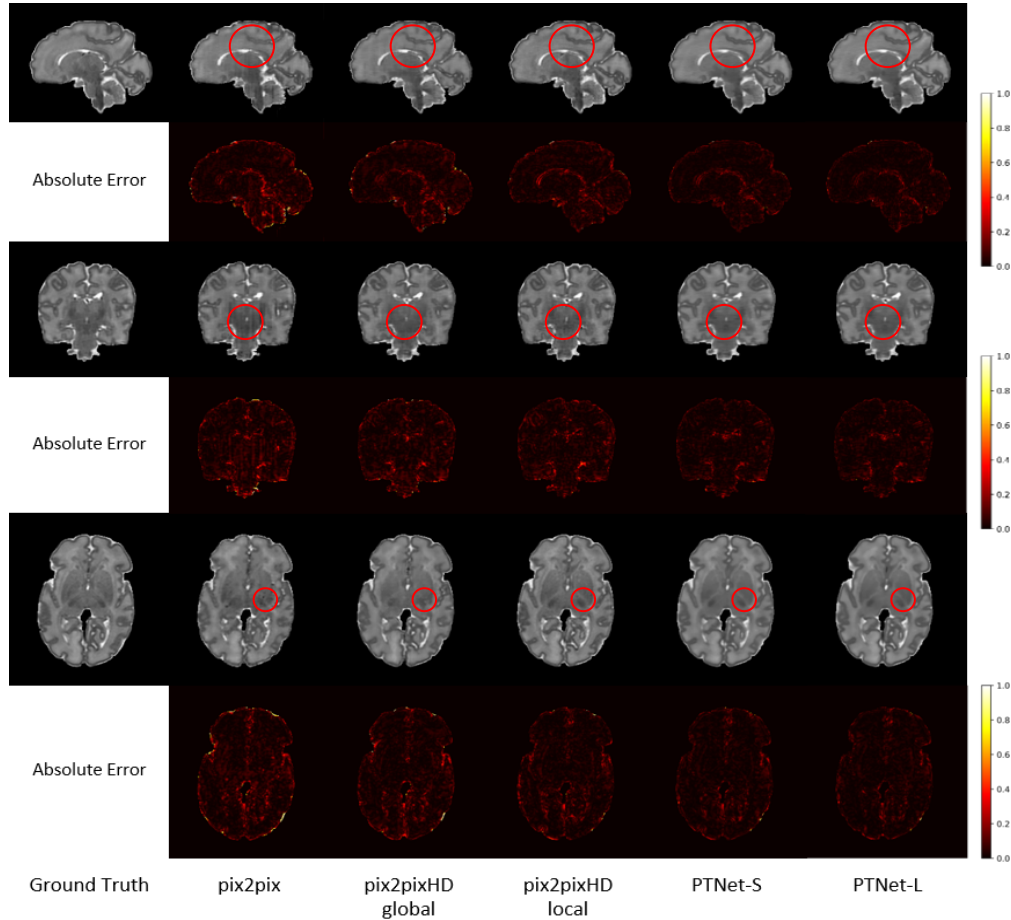 1.0
0.8
0.6
0.4
0.2
0.0
Absolute Error
1.0
0.8
0.6
0.4
0.2
0.0
Absolute Error
1.0
0.8
0.6
0.4
0.2
0.0
Absolute Error
Ground Truth
pix2pix
pix2pixHD
global
pix2pixHD
local
PTNet-S
PTNet-L